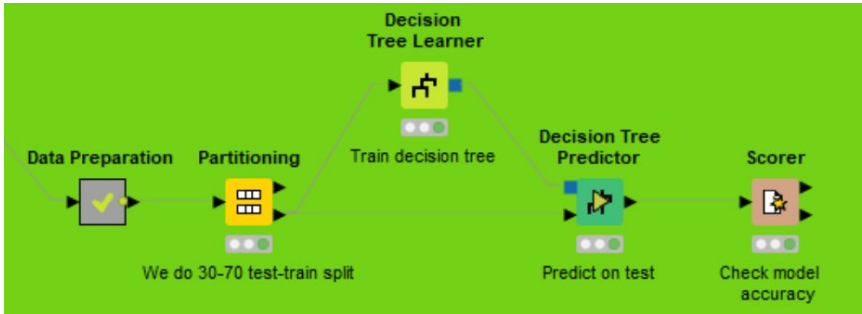 Decision
Tree Learner
Train decision tree
Data Preparation
Partitioning
We do 30-70 test-train split
Decision Tree
Predictor
Predict on test
Scorer
Check model
accuracy